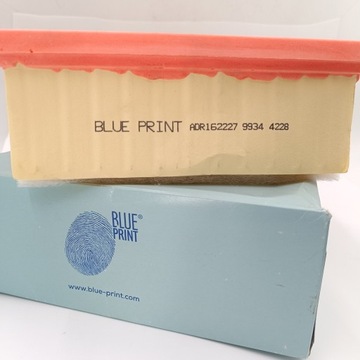 BLUE PRINT ADR162227 9934 4228
BLUE®
PRINT
www.blue-print.com